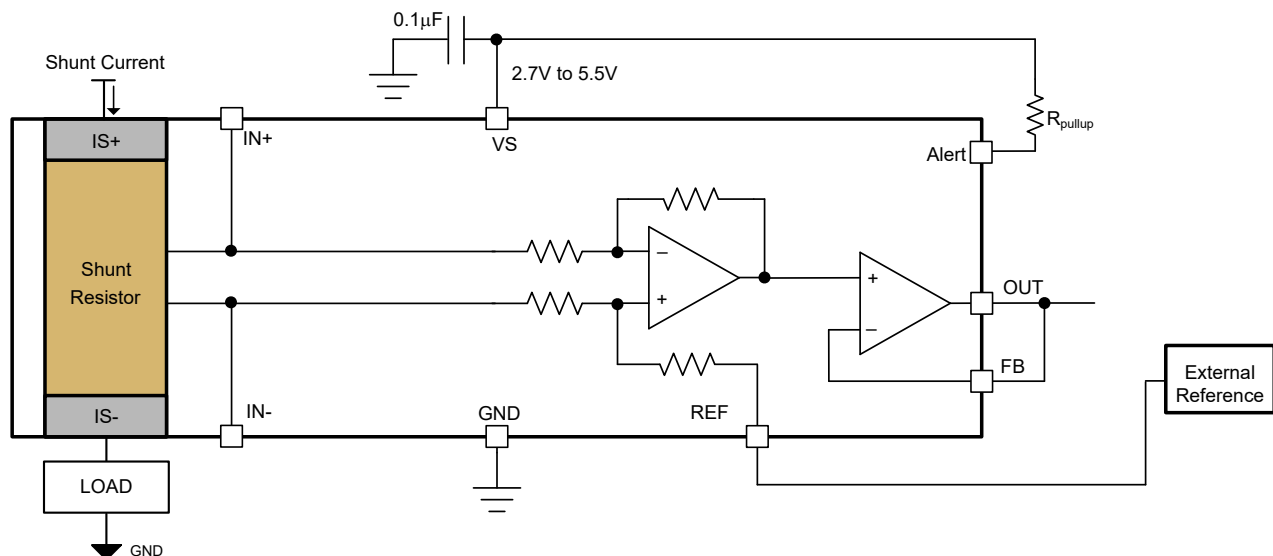 0.1μF
Shunt Current
2.7V to 5.5V
IS+
IN+
VS
Rpullup
Alert
Shunt
Resistor
−
+
+
−
OUT
FB
External
Reference
IS-
IN-
GND
REF
LOAD
GND